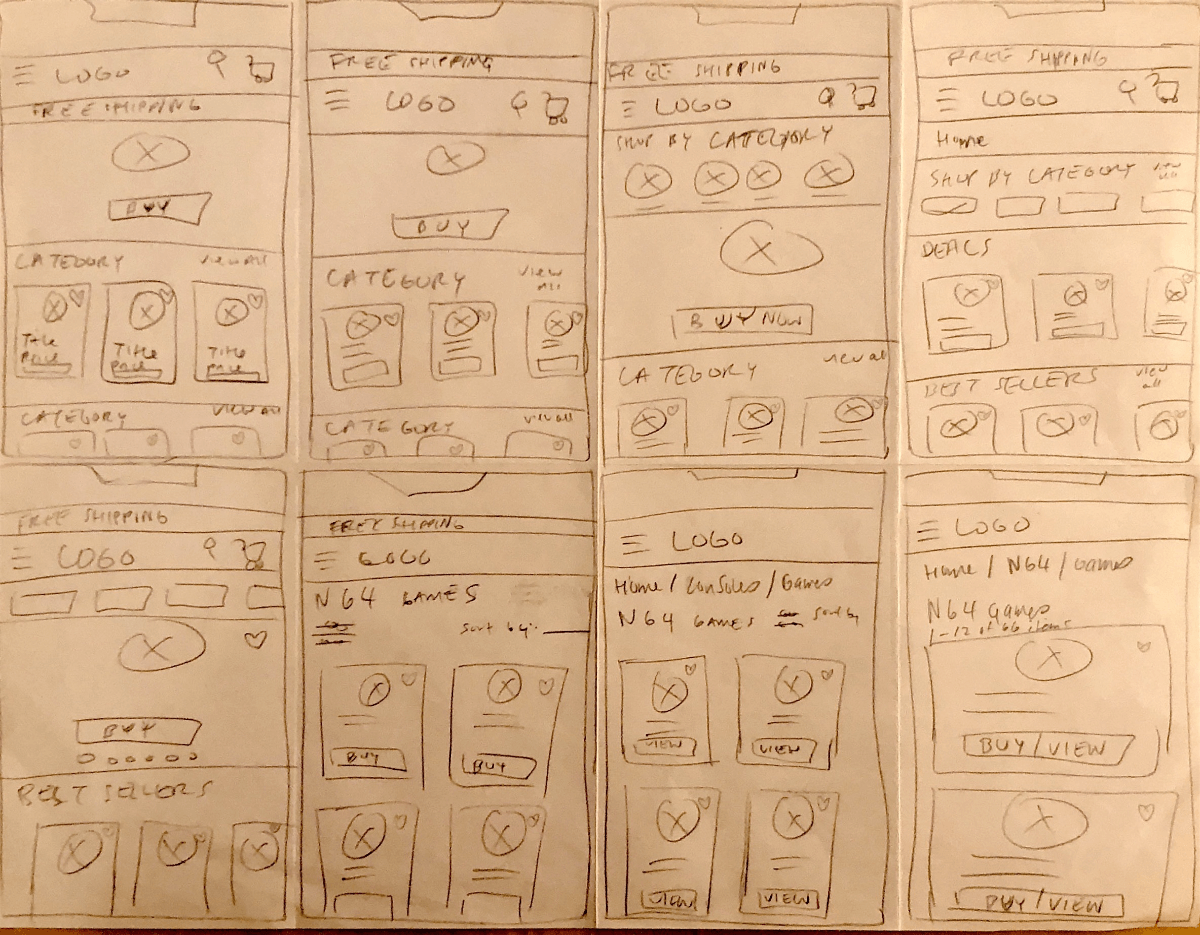 LOGO
FREE SHIPPING
BUY
CATEGORY view all
Title Price
Title Price
Title Price
CATEGORY view all
FREE SHIPPING
LOGO
BUY
CATEGORY view all
CATEGORY view all
FREE SHIPPING
LOGO
SHOP BY CATEGORY
BUY NOW
CATEGORY view all
FREE SHIPPING
LOGO
Home
SHOP BY CATEGORY view all
DEALS
BEST SELLERS view all
FREE SHIPPING
LOGO
BUY
BEST SELLERS
FREE SHIPPING
LOGO
N64 GAMES
Sort by:
BUY BUY
LOGO
Home / Consoles / Games
N64 GAMES Sort by
VIEW VIEW
VIEW VIEW
LOGO
Home / N64 / Games
N64 Games
1-12 of 66 items
BUY/VIEW
BUY/VIEW